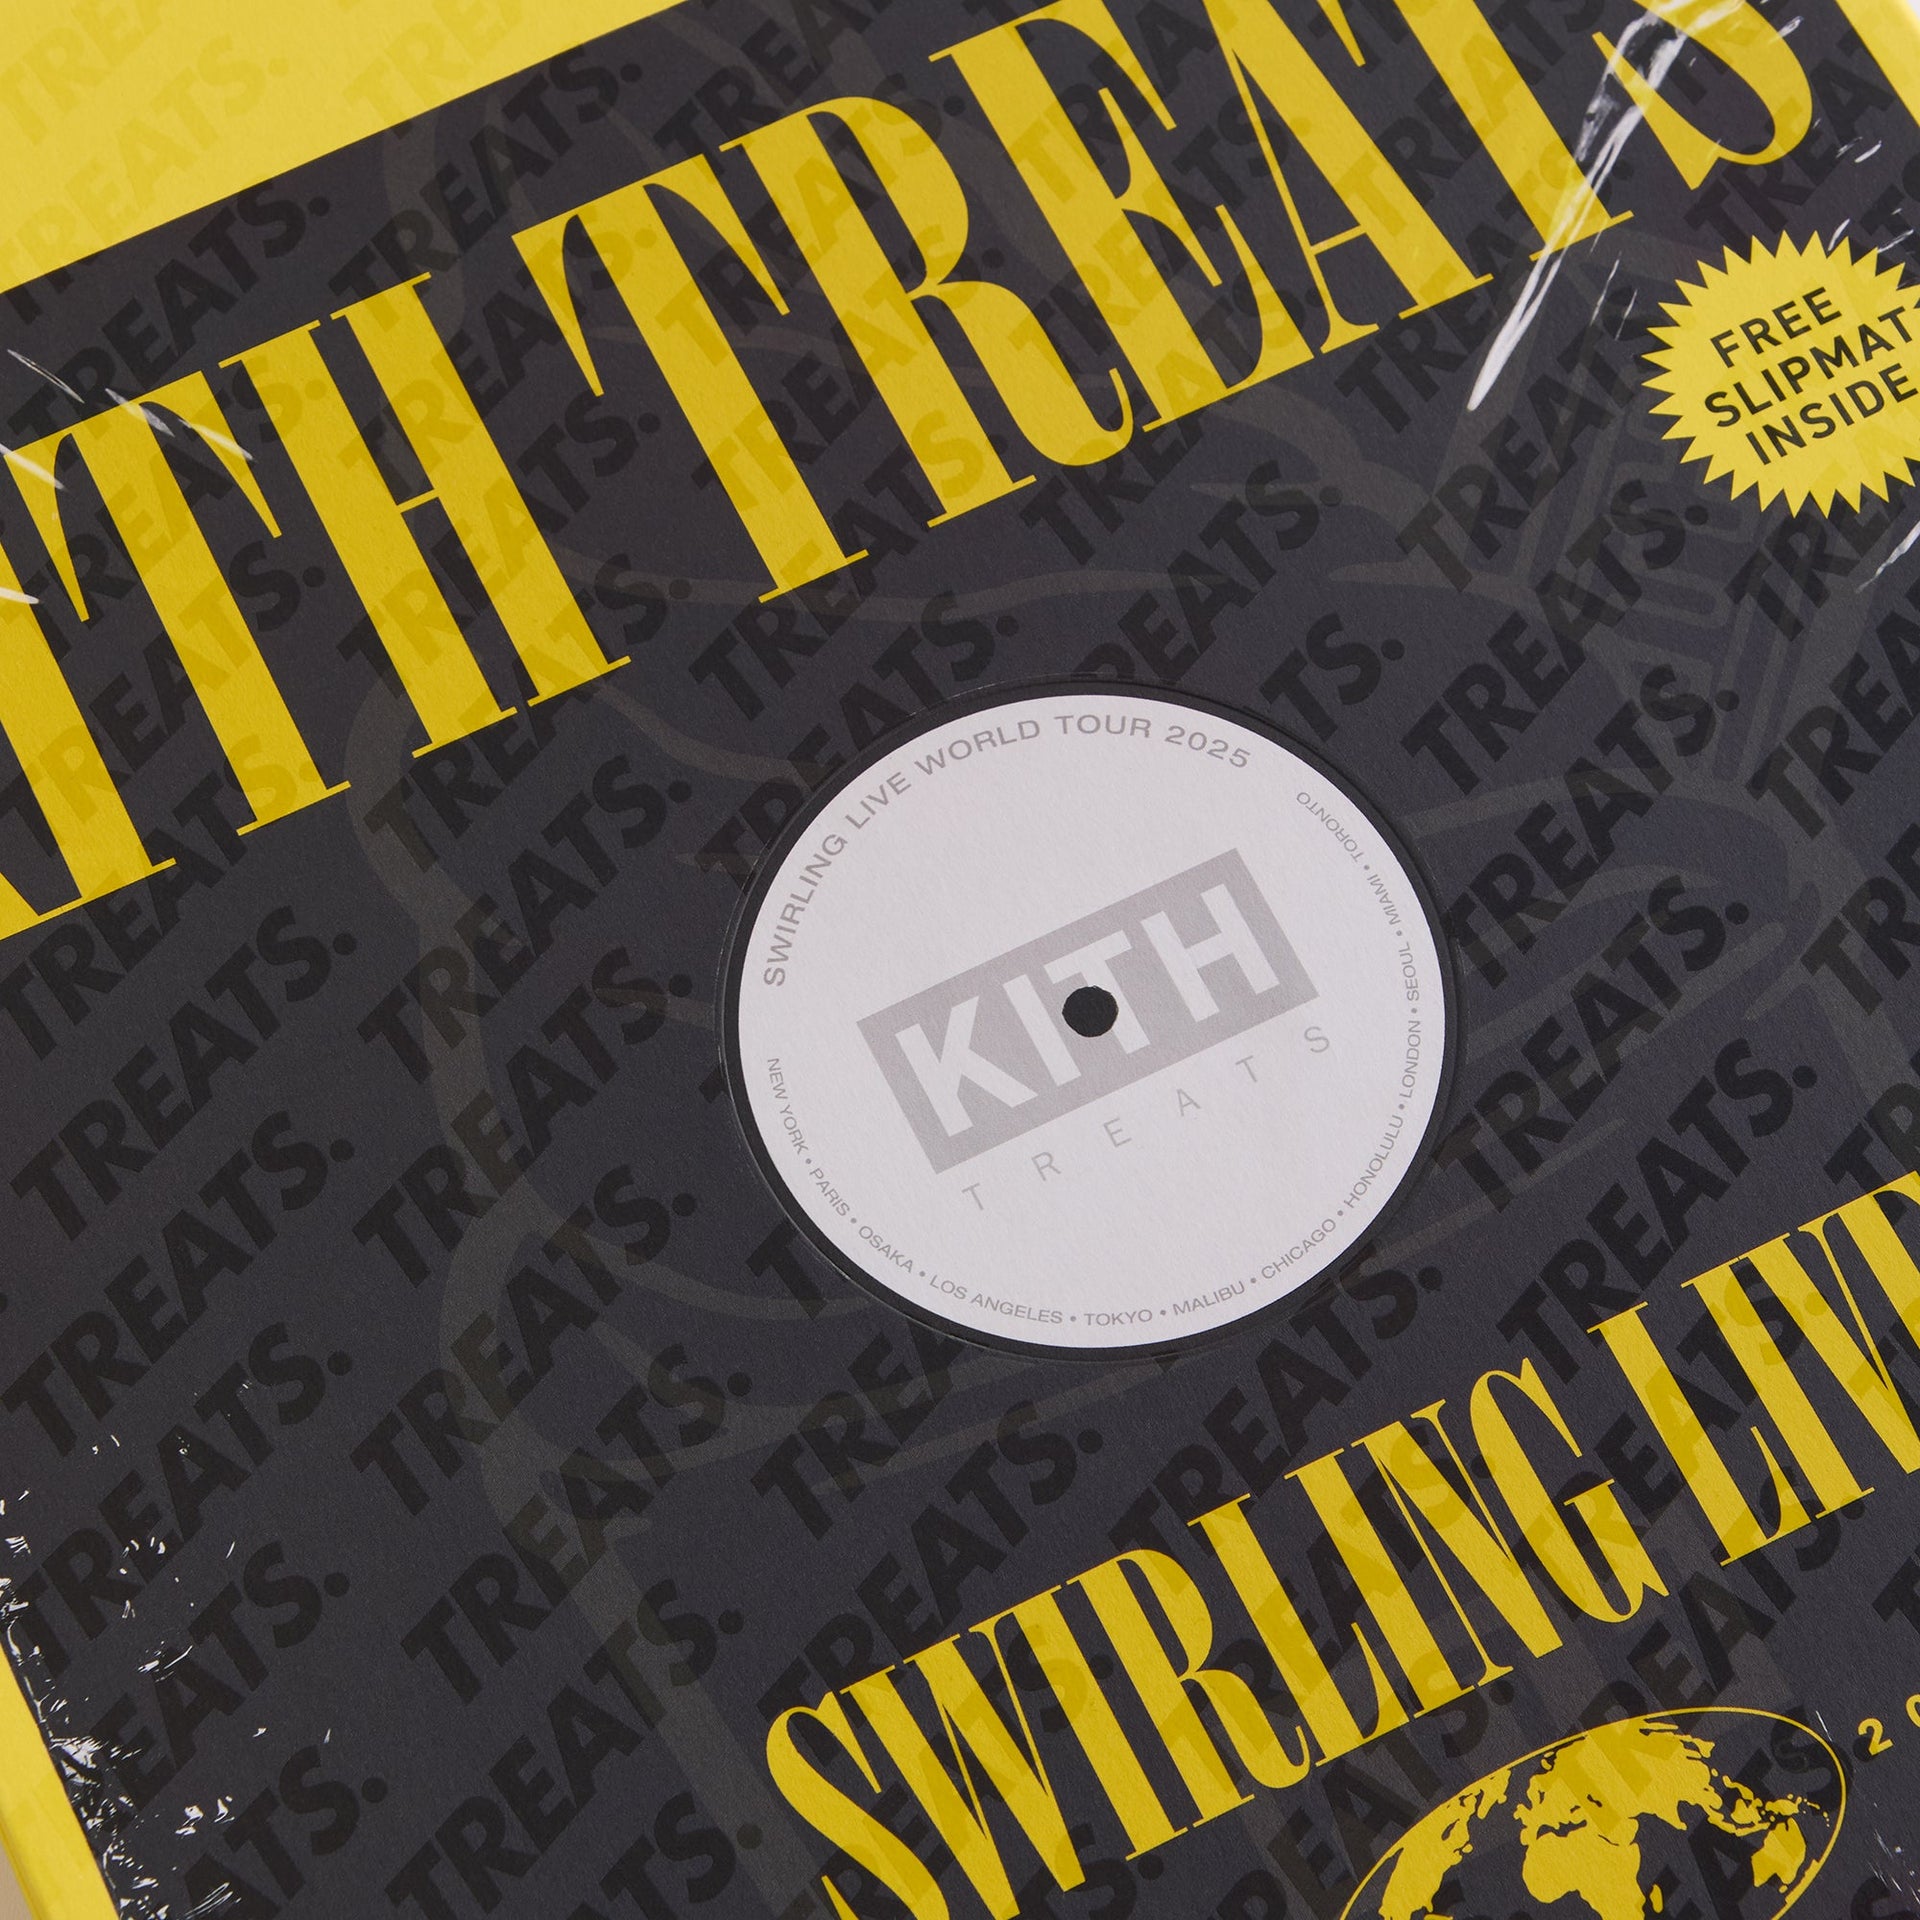 TH TREATS
FREE
SLIPMAT
INSIDE
SWIRLING LIVE WORLD TOUR 2025
KITH
TREATS
NEW YORK • PARIS • OSAKA • LOS ANGELES • TOKYO • MALIBU • CHICAGO • HONOLULU • LONDON • SEOUL • MIAMI • TORONTO
SWIRLING LIVE
TREATS.